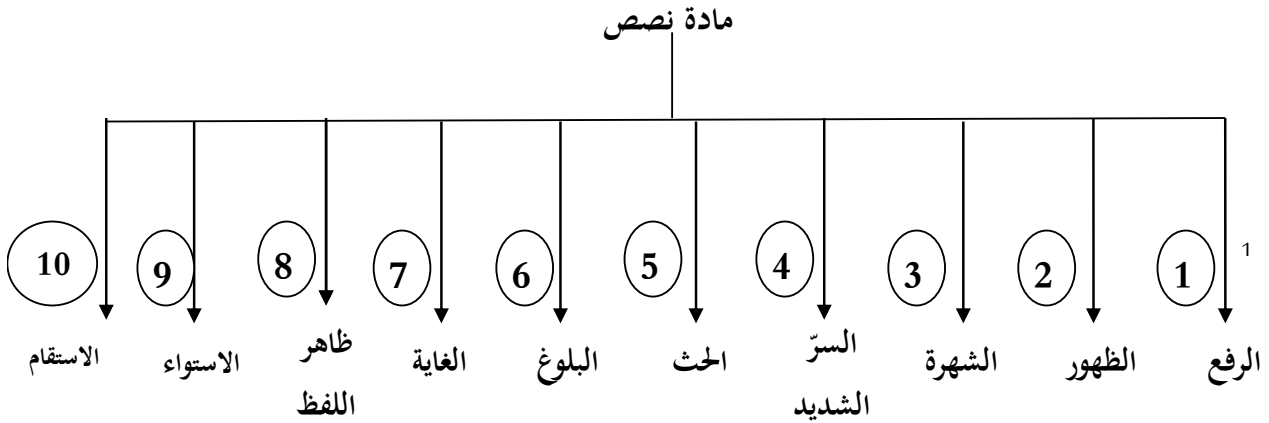 مادة نصص
1
1 2 3 4 5 6 7 8 9 10
الرفع الظهور الشهرة السرّ الشديد الحث البلوغ الغاية ظاهر اللفظ الاستواء الاستقام